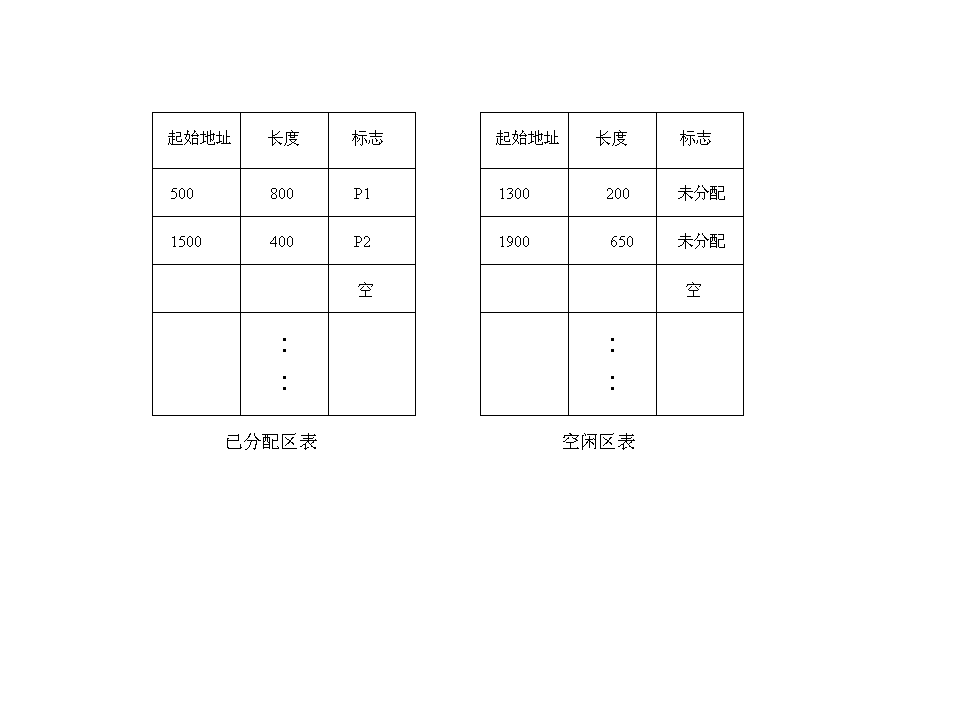 起始地址 长度 标志
500 800 P1
1500 400 P2
空
:
:
已分配区表
起始地址 长度 标志
1300 200 未分配
1900 650 未分配
空
:
:
空闲区表